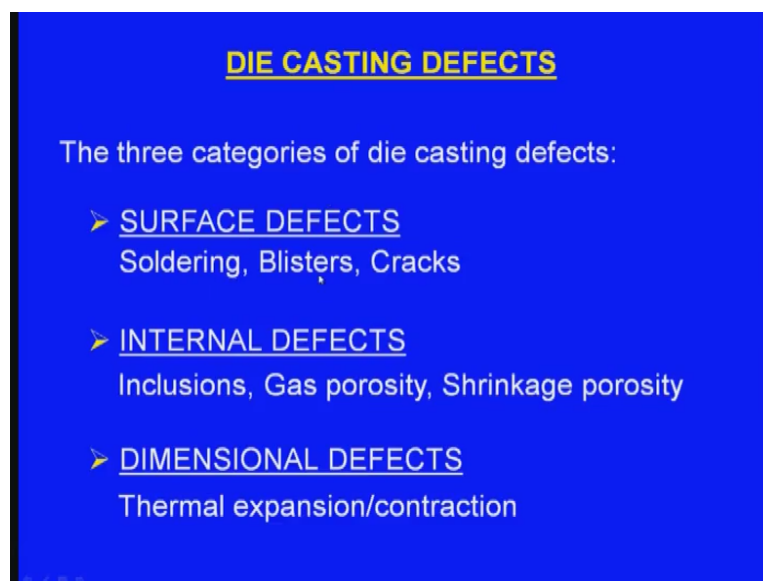 DIE CASTING DEFECTS
The three categories of die casting defects:
➢ SURFACE DEFECTS
Soldering, Blisters, Cracks
➢ INTERNAL DEFECTS
Inclusions, Gas porosity, Shrinkage porosity
➢ DIMENSIONAL DEFECTS
Thermal expansion/contraction